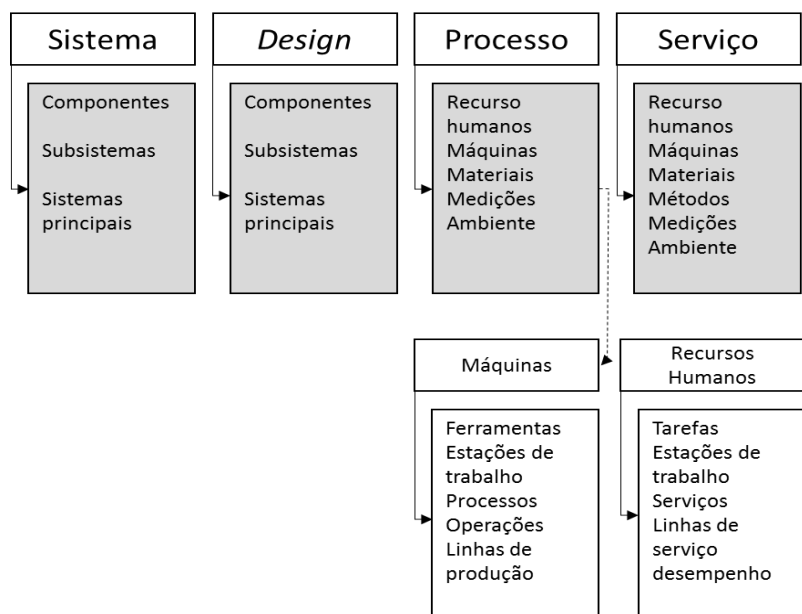 Sistema
Design
Processo
Serviço
Componentes
Subsistemas
Sistemas
principais
Componentes
Subsistemas
Sistemas
principais
Recurso
humanos
Máquinas
Materiais
Medições
Ambiente
Recurso
humanos
Máquinas
Materiais
Métodos
Medições
Ambiente
Máquinas
Recursos
Humanos
Ferramentas
Estações de
trabalho
Processos
Operações
Linhas de
produção
Tarefas
Estações de
trabalho
Serviços
Linhas de
serviço
desempenho